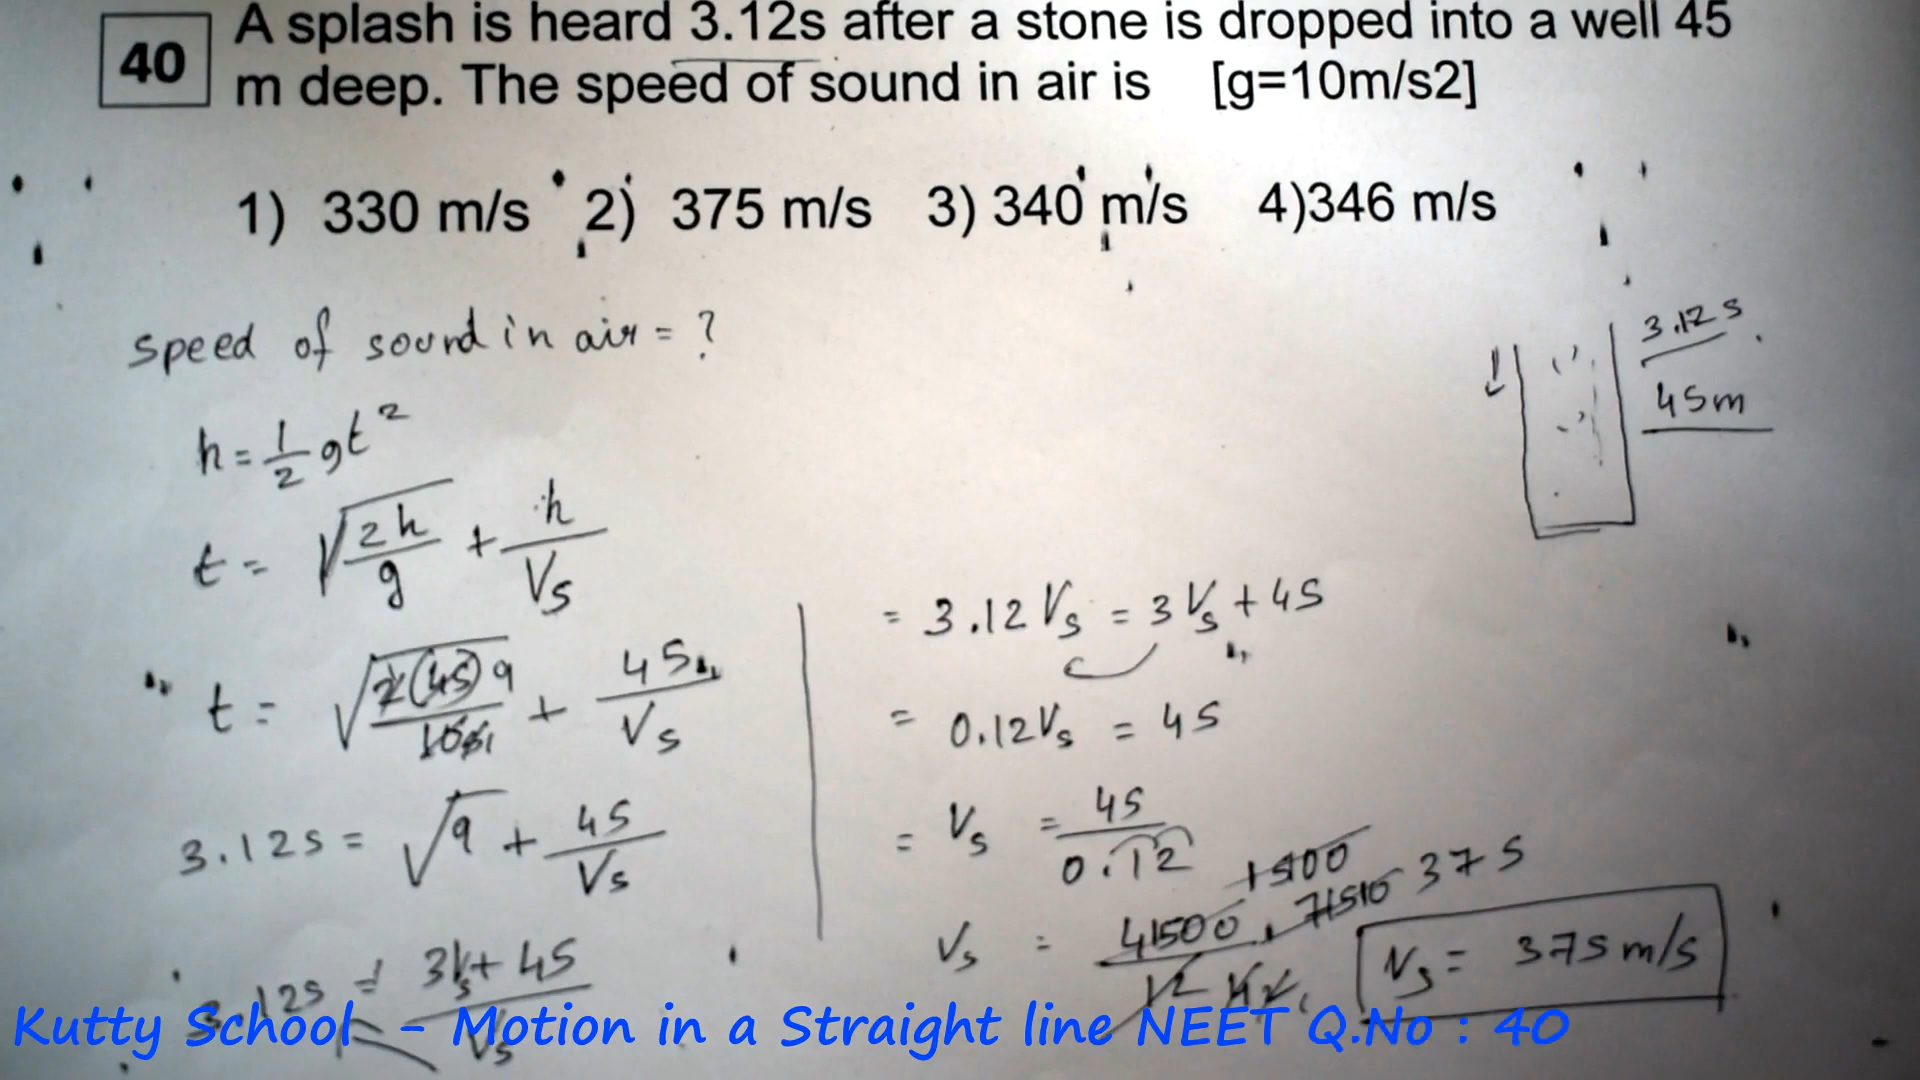 40
A splash is heard 3.12s after a stone is dropped into a well 45
m deep. The speed of sound in air is [g=10m/s2]
1) 330 m/s 2) 375 m/s 3) 340 m/s 4)346 m/s
speed of sound in air = ?
3.12 s
45m
h = 1/2 gt²
t = √(2h/g) + h/Vs
t = √(2(45) 9/10) + 45/Vs
3.12s = √9 + 45/Vs
3.12s = (3Vs + 45)/Vs
= 3.12 Vs = 3Vs + 45
= 0.12Vs = 45
= Vs = 45/0.12
Vs = 4500/12 375
Vs = 375 m/s
Kutty School - Motion in a Straight line NEET Q.No : 40